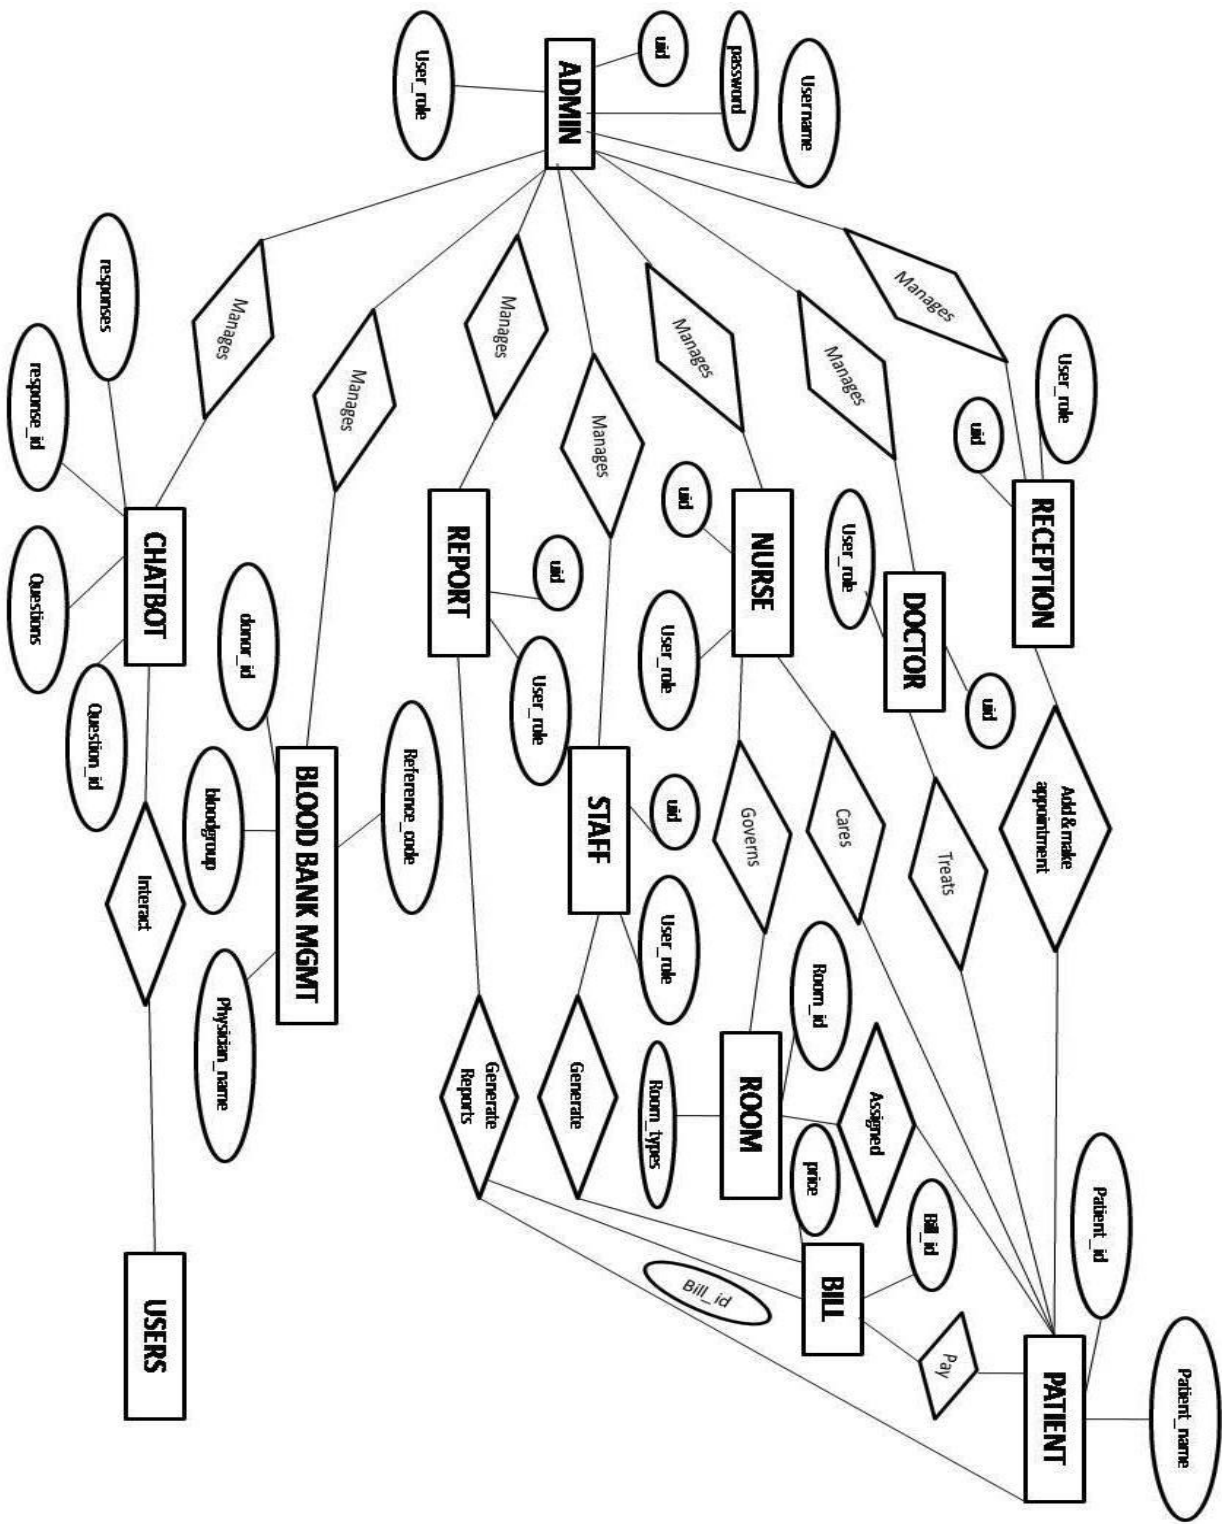 Patient_name
Username
Patient_id
User_role
RECEPTION
Add & make
appointment
PATIENT
uid
Manages
password
uid
Bill_id
Pay
DOCTOR
Treats
Manages
User_role
Assigned
Cares
Room_id
price
BILL
NURSE
ROOM
Governs
Manages
uid
uid
User_role
uid
User_role
Room_types
Bill_id
ADMIN
STAFF
Manages
Generate
uid
User_role
Manages
REPORT
Generate
Reports
User_role
Reference_code
Manages
BLOOD BANK MGMT
donor_id
Manages
bloodgroup
Physician_name
CHATBOT
Interact
USERS
responses
Question_id
response_id
Questions